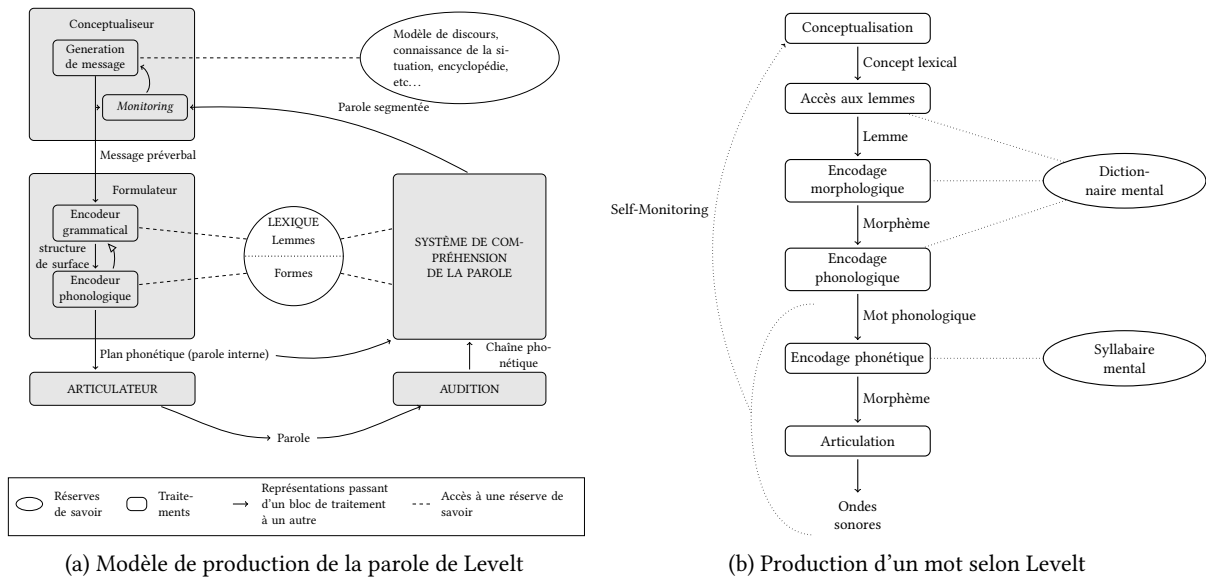 Conceptualiseur
Generation
de message
Monitoring
Modèle de discours,
connaissance de la si-
tuation, encyclopédie,
etc…
Parole segmentée
Message préverbal
Formulateur
Encodeur
grammatical
structure
de surface
Encodeur
phonologique
LEXIQUE
Lemmes
Formes
SYSTÈME DE COM-
PRÉHENSION
DE LA PAROLE
Plan phonétique (parole interne)
Chaîne pho-
nétique
ARTICULATEUR
AUDITION
Parole
Réserves
de savoir
Traite-
ments
Représentations passant
d'un bloc de traitement
à un autre
Accès à une réserve de
savoir
(a) Modèle de production de la parole de Levelt
Conceptualisation
Concept lexical
Accès aux lemmes
Lemme
Encodage
morphologique
Diction-
naire mental
Self-Monitoring
Morphème
Encodage
phonologique
Mot phonologique
Encodage phonétique
Syllabaire
mental
Morphème
Articulation
Ondes
sonores
(b) Production d'un mot selon Levelt